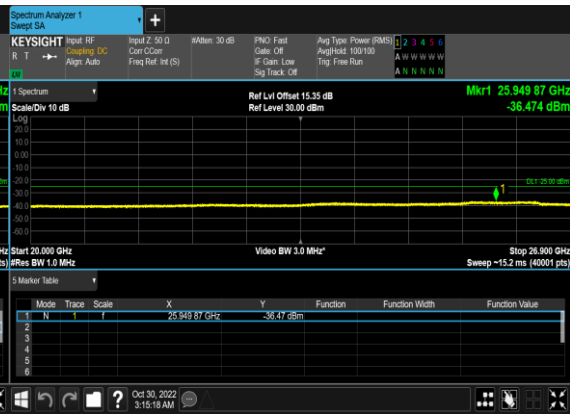 Spectrum Analyzer 1
Swept SA
KEYSIGHT Input: RF Input Z: 50 Ω #Atten: 30 dB PNO: Fast Avg Type: Power (RMS) 1 2 3 4 5 6
R T Coupling: DC Corr CCorr Gate: Off Avg|Hold: 100/100 A W W W W W
Align: Auto Freq Ref: Int (S) IF Gain: Low Trig: Free Run
Sig Track: Off A N N N N N
1 Spectrum Ref Lvl Offset 15.35 dB Mkr1 25.949 87 GHz
Scale/Div 10 dB Ref Level 30.00 dBm -36.474 dBm
Log
20.0
10.0
0.00
-10.0
-20.0 DL1 -25.00 dBm
-30.0 1
-40.0
-50.0
-60.0
Start 20.000 GHz Video BW 3.0 MHz* Stop 26.900 GHz
#Res BW 1.0 MHz Sweep ~15.2 ms (40001 pts)
5 Marker Table
Mode Trace Scale X Y Function Function Width Function Value
1 N 1 f 25.949 87 GHz -36.47 dBm
2
3
4
5
6
? Oct 30, 2022
3:15:18 AM